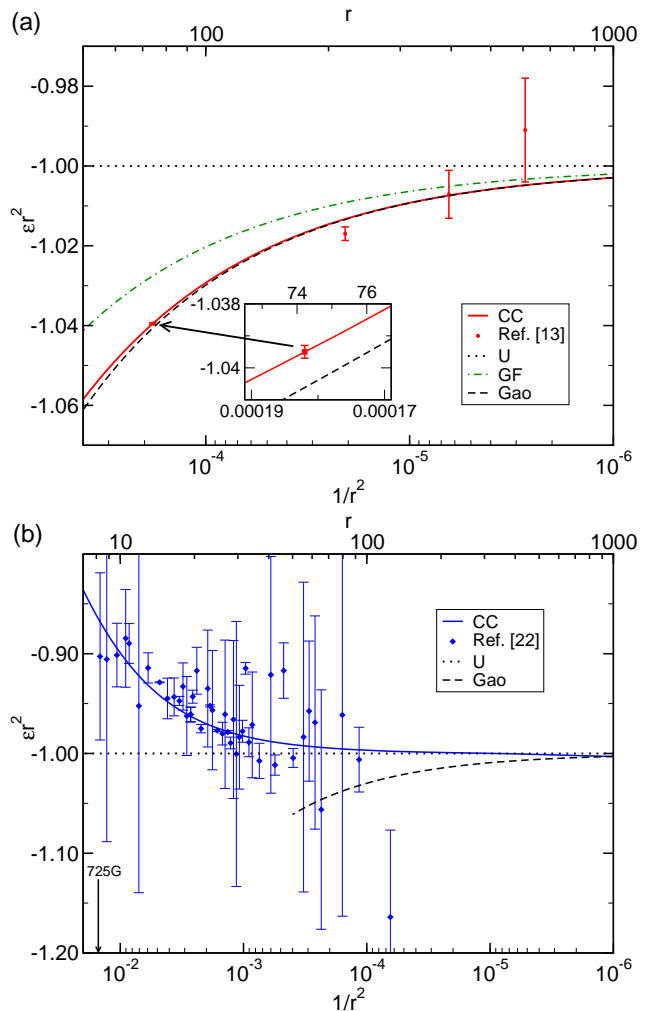 (a)
r
100
1000
-0.98
-1.00
-1.02
-1.04
-1.06
εr²
74
76
-1.038
-1.04
0.00019
0.00017
CC
Ref. [13]
U
GF
Gao
10⁻⁴
10⁻⁵
10⁻⁶
1/r²
(b)
r
10
100
1000
-0.90
-1.00
-1.10
-1.20
εr²
CC
Ref. [22]
U
Gao
725G
10⁻²
10⁻³
10⁻⁴
10⁻⁵
10⁻⁶
1/r²